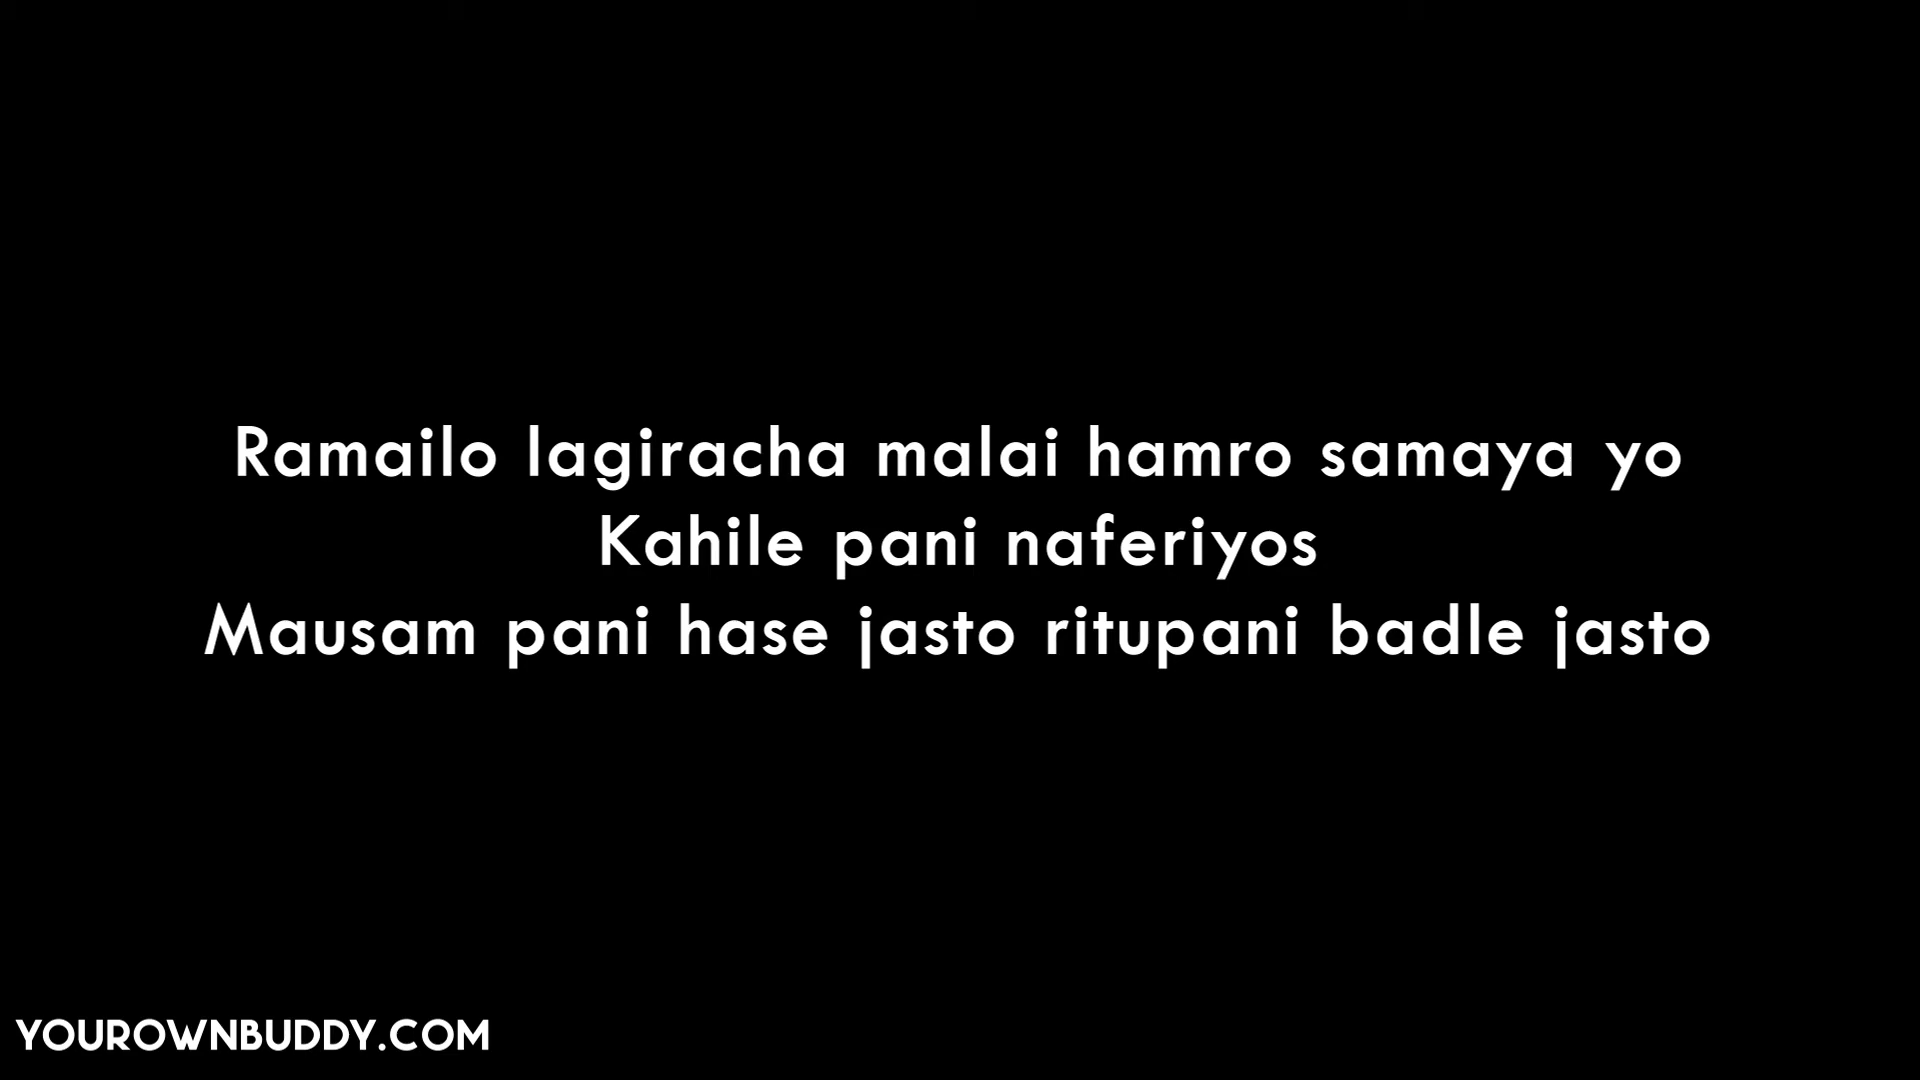 Ramailo lagiracha malai hamro samaya yo
Kahile pani naferiyos
Mausam pani hase jasto ritupani badle jasto
YOUROWNBUDDY.COM